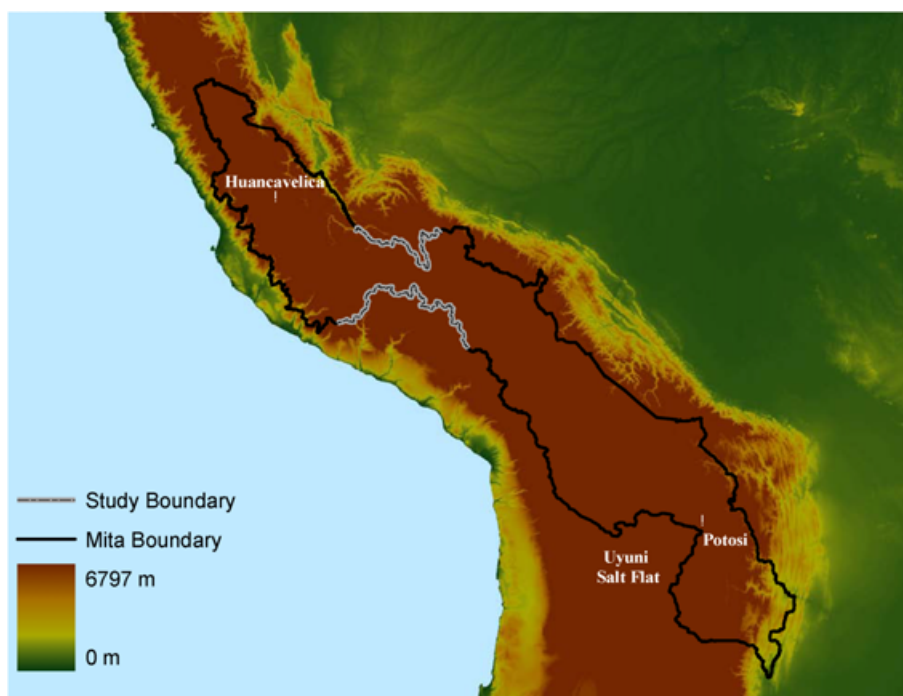 Huancavelica
Study Boundary
Mita Boundary
6797 m
0 m
Uyuni
Salt Flat
Potosi